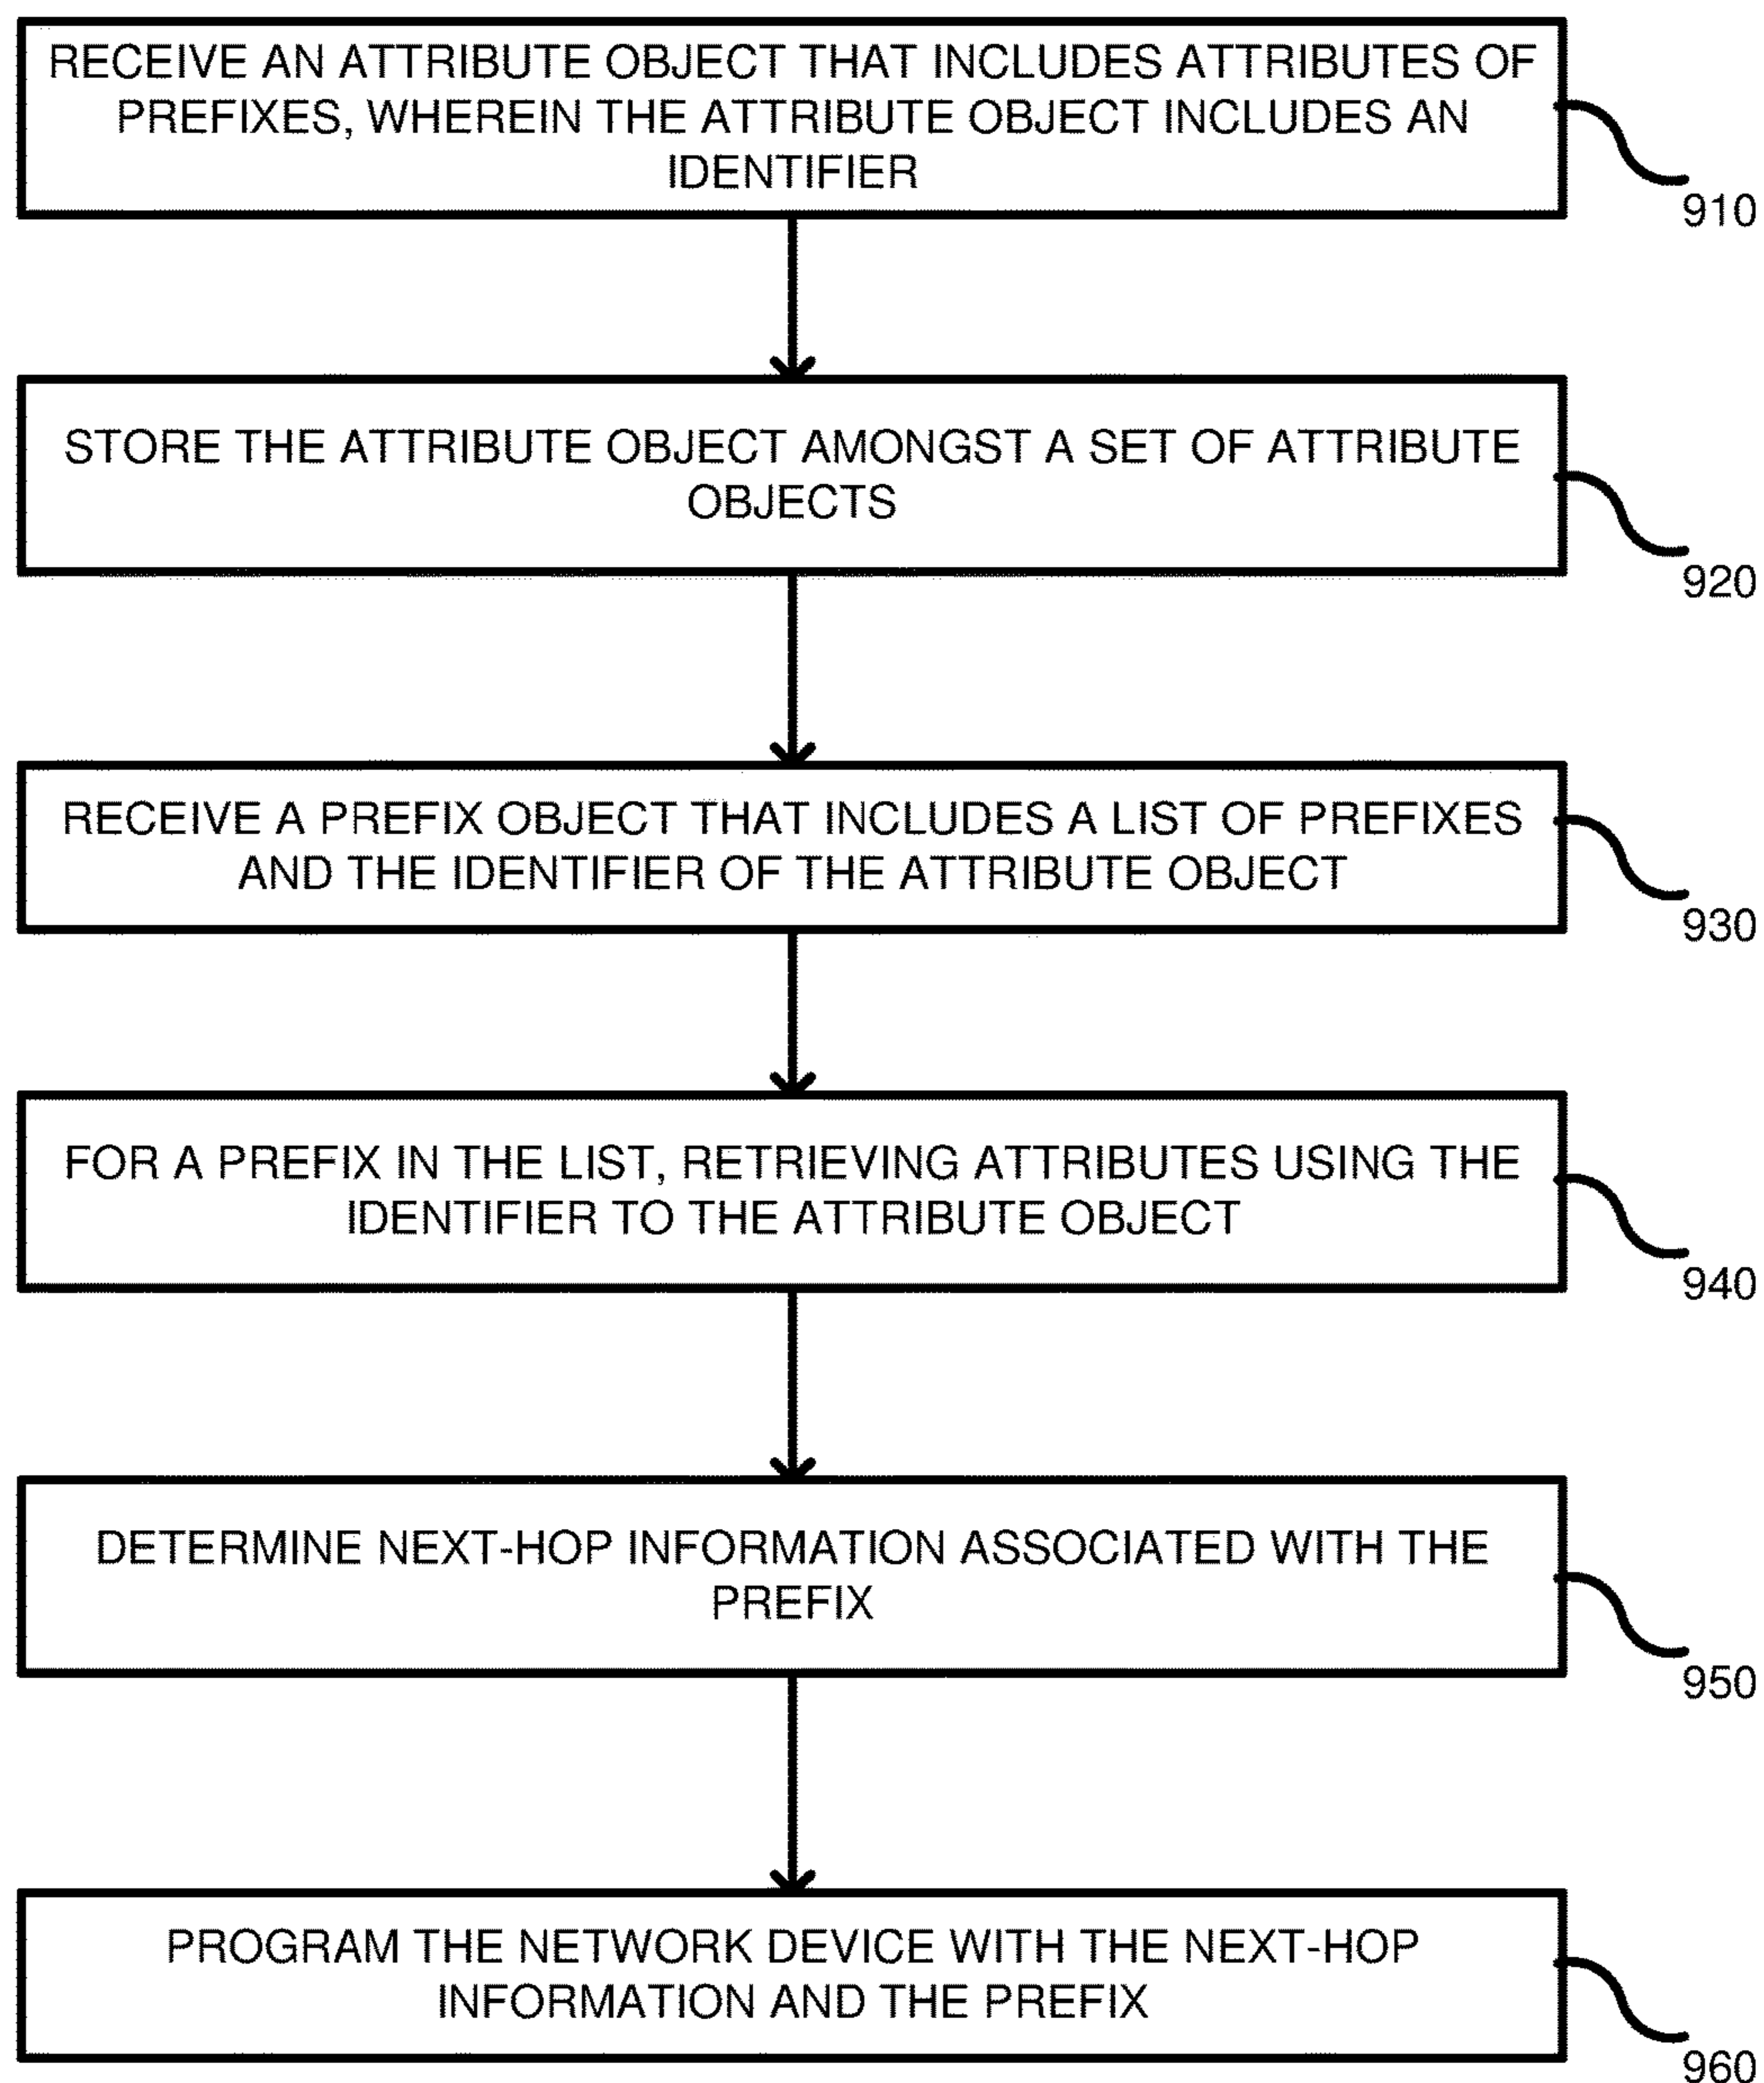 RECEIVE AN ATTRIBUTE OBJECT THAT INCLUDES ATTRIBUTES OF
PREFIXES, WHEREIN THE ATTRIBUTE OBJECT INCLUDES AN
IDENTIFIER
910
STORE THE ATTRIBUTE OBJECT AMONGST A SET OF ATTRIBUTE
OBJECTS
920
RECEIVE A PREFIX OBJECT THAT INCLUDES A LIST OF PREFIXES
AND THE IDENTIFIER OF THE ATTRIBUTE OBJECT
930
FOR A PREFIX IN THE LIST, RETRIEVING ATTRIBUTES USING THE
IDENTIFIER TO THE ATTRIBUTE OBJECT
940
DETERMINE NEXT-HOP INFORMATION ASSOCIATED WITH THE
PREFIX
950
PROGRAM THE NETWORK DEVICE WITH THE NEXT-HOP
INFORMATION AND THE PREFIX
960